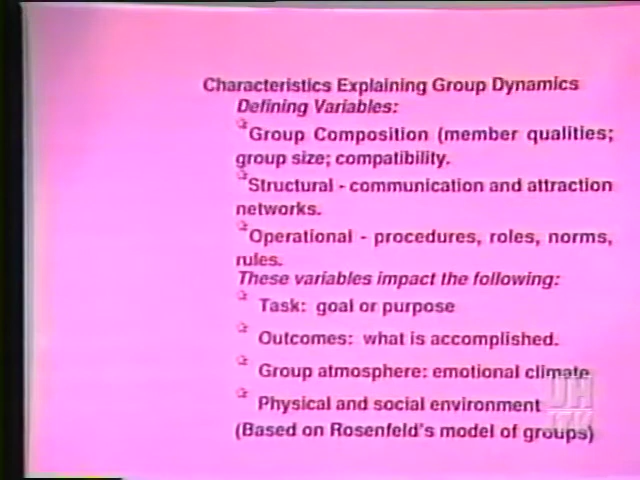 Characteristics Explaining Group Dynamics
Defining Variables:
Group Composition (member qualities;
group size; compatibility.
Structural - communication and attraction
networks.
Operational - procedures, roles, norms,
rules.
These variables impact the following:
Task: goal or purpose
Outcomes: what is accomplished.
Group atmosphere: emotional climate
Physical and social environment
(Based on Rosenfeld's model of groups)
UH